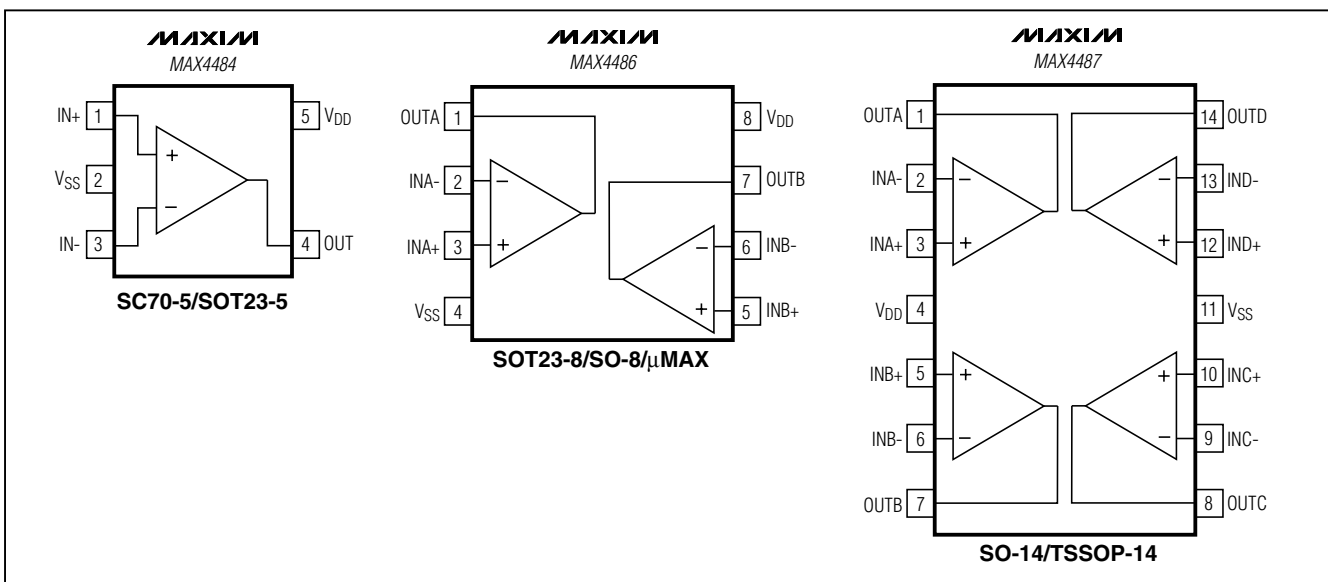 MAXIM
MAX4484
IN+ 1
5 VDD
VSS 2
IN- 3
4 OUT
+
−
SC70-5/SOT23-5
MAXIM
MAX4486
OUTA 1
8 VDD
INA- 2
7 OUTB
INA+ 3
6 INB-
VSS 4
5 INB+
−
+
−
+
SOT23-8/SO-8/μMAX
MAXIM
MAX4487
OUTA 1
14 OUTD
INA- 2
13 IND-
INA+ 3
12 IND+
VDD 4
11 VSS
INB+ 5
10 INC+
INB- 6
9 INC-
OUTB 7
8 OUTC
−
+
−
+
+
−
+
−
SO-14/TSSOP-14